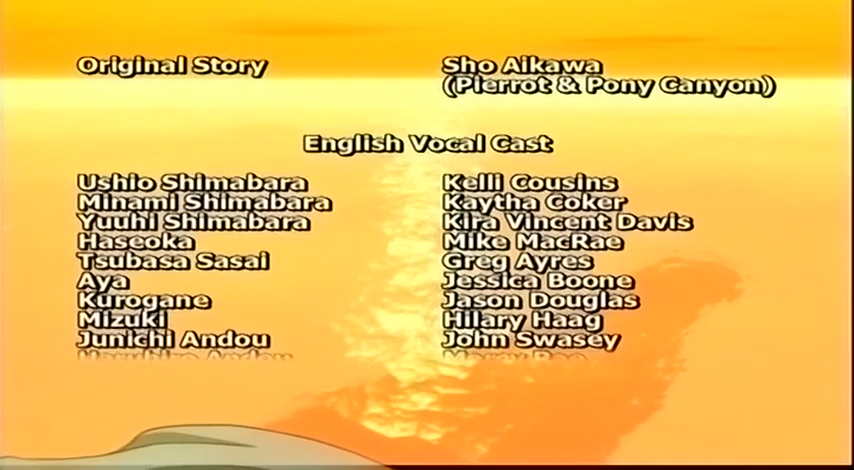 Original Story Sho Aikawa
(Pierrot & Pony Canyon)
English Vocal Cast
Ushio Shimabara Kelli Cousins
Minami Shimabara Kaytha Coker
Yuuhi Shimabara Kira Vincent Davis
Haseoka Mike MacRae
Tsubasa Sasai Greg Ayres
Aya Jessica Boone
Kurogane Jason Douglas
Mizuki Hilary Haag
Junichi Andou John Swasey